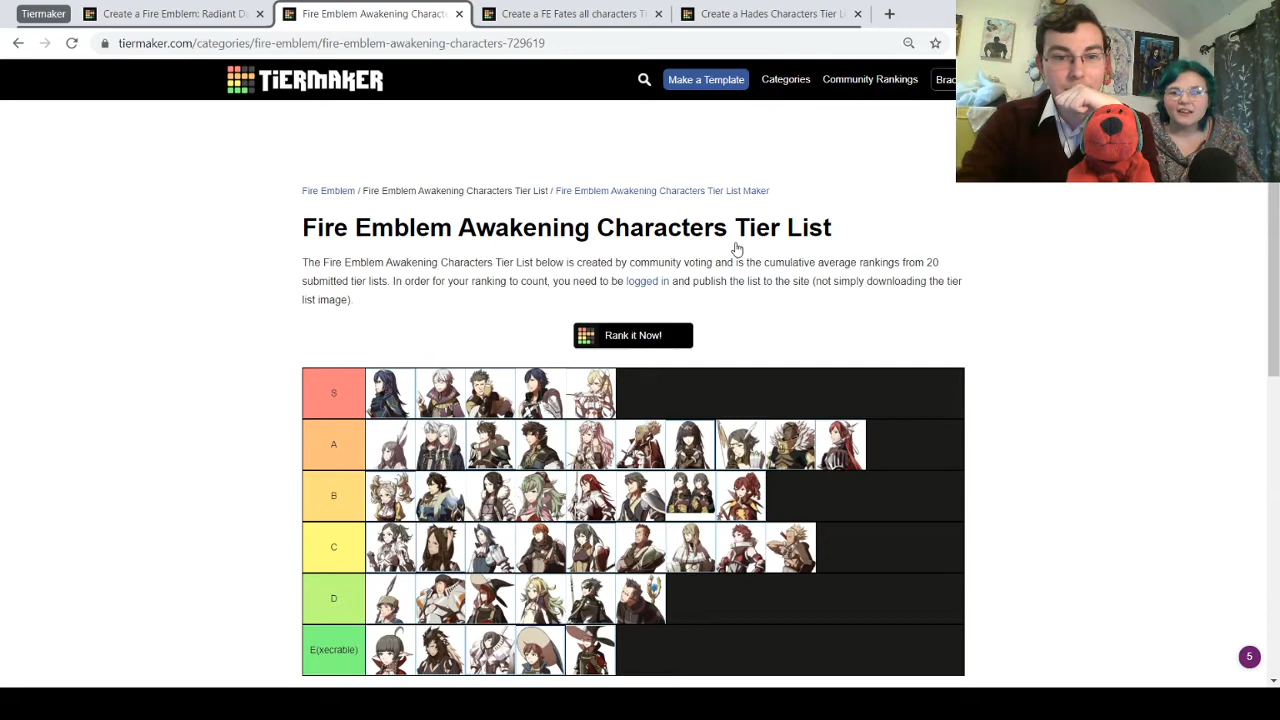 Tiermaker
Create a Fire Emblem: Radiant D
Fire Emblem Awakening Charact
Create a FE Fates all characters T
Create a Hades Characters Tier L
tiermaker.com/categories/fire-emblem/fire-emblem-awakening-characters-729619
TiERMAKER
Make a Template
Categories
Community Rankings
Brac
Fire Emblem / Fire Emblem Awakening Characters Tier List / Fire Emblem Awakening Characters Tier List Maker
Fire Emblem Awakening Characters Tier List
The Fire Emblem Awakening Characters Tier List below is created by community voting and is the cumulative average rankings from 20
submitted tier lists. In order for your ranking to count, you need to be logged in and publish the list to the site (not simply downloading the tier
list image).
Rank it Now!
S
A
B
C
D
E(xecrable)
5